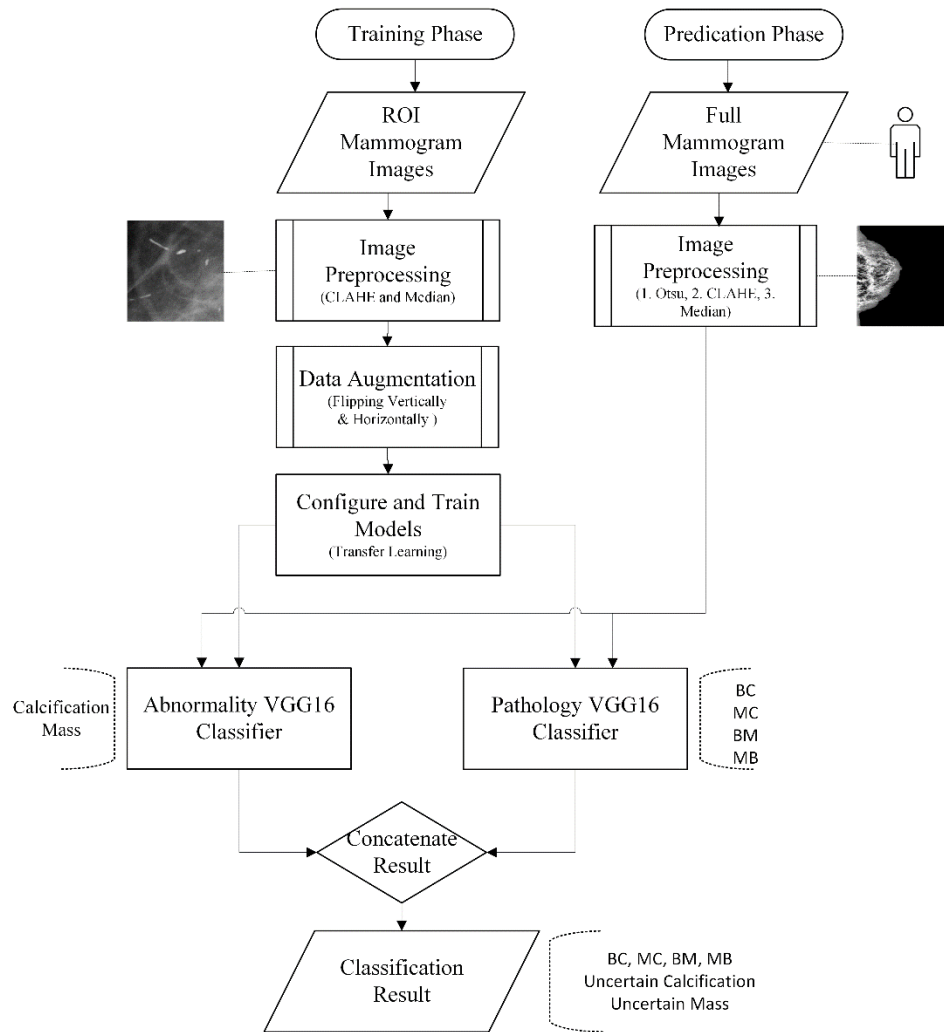 Training Phase
Predication Phase
ROI
Mammogram
Images
Full
Mammogram
Images
Image
Preprocessing
(CLAHE and Median)
Image
Preprocessing
(1. Otsu, 2. CLAHE, 3.
Median)
Data Augmentation
(Flipping Vertically
& Horizontally )
Configure and Train
Models
(Transfer Learning)
Calcification
Mass
Abnormality VGG16
Classifier
Pathology VGG16
Classifier
BC
MC
BM
MB
Concatenate
Result
Classification
Result
BC, MC, BM, MB
Uncertain Calcification
Uncertain Mass